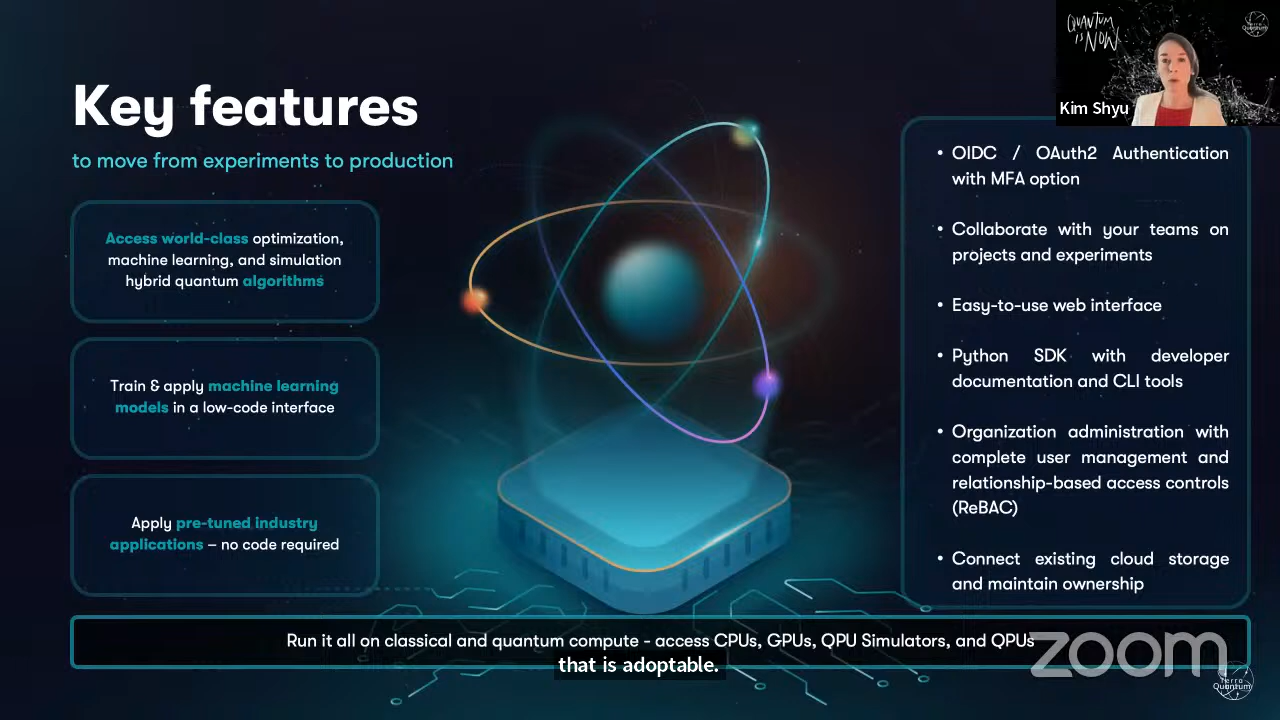 Key features
to move from experiments to production
Access world-class optimization,
machine learning, and simulation
hybrid quantum algorithms
Train & apply machine learning
models in a low-code interface
Apply pre-tuned industry
applications – no code required
QUANTUM
IS NOW
Terra
Quantum
Kim Shyu
• OIDC / OAuth2 Authentication
with MFA option
• Collaborate with your teams on
projects and experiments
• Easy-to-use web interface
• Python SDK with developer
documentation and CLI tools
• Organization administration with
complete user management and
relationship-based access controls
(ReBAC)
• Connect existing cloud storage
and maintain ownership
Run it all on classical and quantum compute - access CPUs, GPUs, QPU Simulators, and QPUs
that is adoptable.
zoom
Terra
Quantum